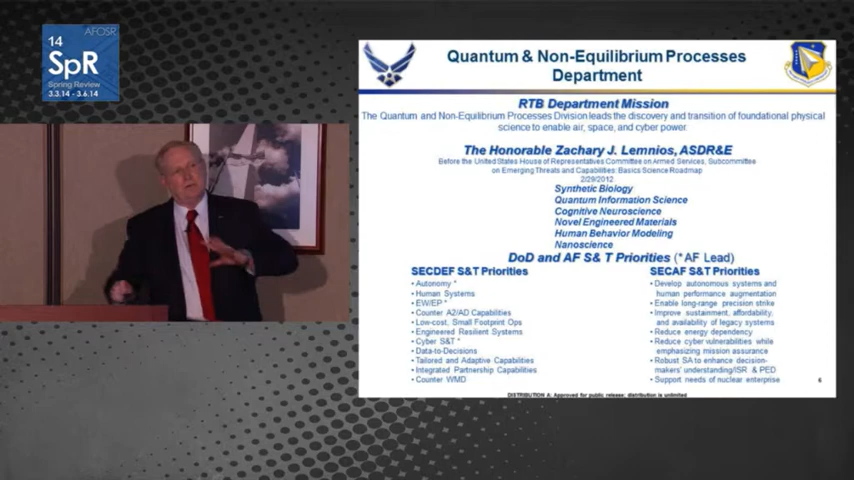 AFOSR
14
SpR
Spring Review
3.3.14 - 3.6.14
Quantum & Non-Equilibrium Processes
Department
RTB Department Mission
The Quantum and Non-Equilibrium Processes Division leads the discovery and transition of foundational physical
science to enable air, space, and cyber power.
The Honorable Zachary J. Lemnios, ASDR&E
Before the United States House of Representatives Committee on Armed Services, Subcommittee
on Emerging Threats and Capabilities: Basics Science Roadmap
2/29/2012
Synthetic Biology
Quantum Information Science
Cognitive Neuroscience
Novel Engineered Materials
Human Behavior Modeling
Nanoscience
DoD and AF S& T Priorities (*AF Lead)
SECDEF S&T Priorities
• Autonomy *
• Human Systems
• EW/EP *
• Counter A2/AD Capabilities
• Low-cost, Small Footprint Ops
• Engineered Resilient Systems
• Cyber S&T *
• Data-to-Decisions
• Tailored and Adaptive Capabilities
• Integrated Partnership Capabilities
• Counter WMD
SECAF S&T Priorities
• Develop autonomous systems and
human performance augmentation
• Enable long-range precision strike
• Improve sustainment, affordability,
and availability of legacy systems
• Reduce energy dependency
• Reduce cyber vulnerabilities while
emphasizing mission assurance
• Robust SA to enhance decision-
makers' understanding/ISR & PED
• Support needs of nuclear enterprise
6
DISTRIBUTION A: Approved for public release; distribution is unlimited